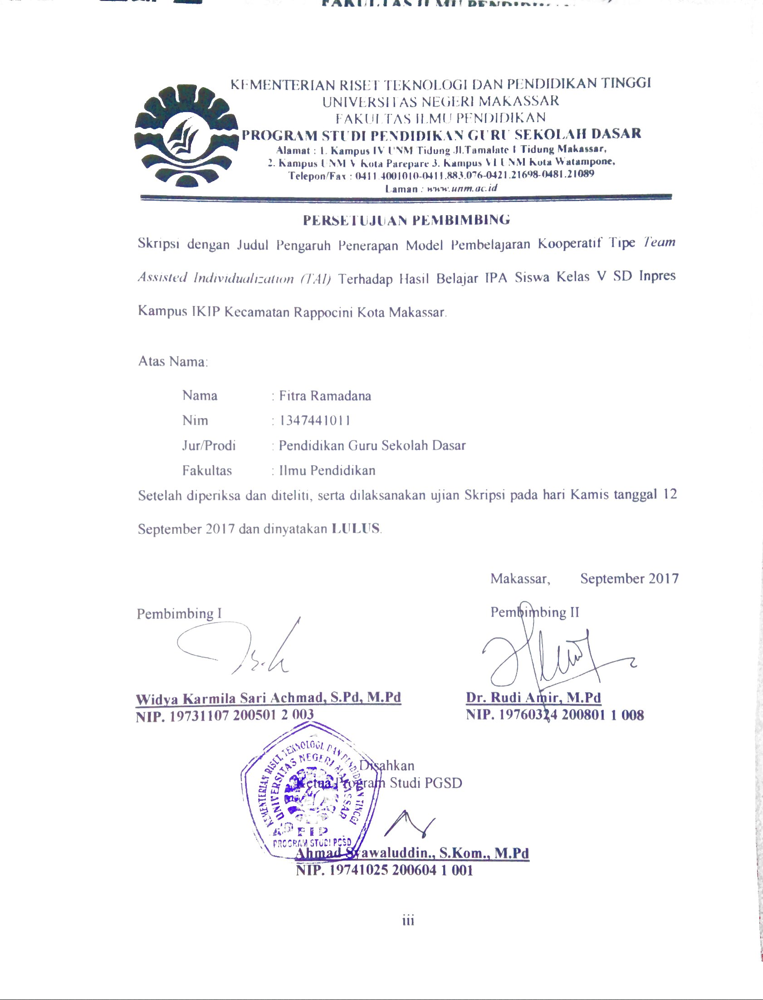 FAKULTAS ILMU PENDIDIKAN
KEMENTERIAN RISET TEKNOLOGI DAN PENDIDIKAN TINGGI
UNIVERSITAS NEGERI MAKASSAR
FAKULTAS ILMU PENDIDIKAN
PROGRAM STUDI PENDIDIKAN GURU SEKOLAH DASAR
Alamat : 1. Kampus IV UNM Tidung Jl.Tamalate I Tidung Makassar,
2. Kampus UNM V Kota Parepare 3. Kampus VI UNM Kota Watampone,
Telepon/Fax : 0411.4001010-0411.883.076-0421.21698-0481.21089
Laman : www.unm.ac.id
PERSETUJUAN PEMBIMBING
Skripsi dengan Judul Pengaruh Penerapan Model Pembelajaran Kooperatif Tipe Team
Assisted Individualization (TAI) Terhadap Hasil Belajar IPA Siswa Kelas V SD Inpres
Kampus IKIP Kecamatan Rappocini Kota Makassar.
Atas Nama:
Nama : Fitra Ramadana
Nim : 1347441011
Jur/Prodi : Pendidikan Guru Sekolah Dasar
Fakultas : Ilmu Pendidikan
Setelah diperiksa dan diteliti, serta dilaksanakan ujian Skripsi pada hari Kamis tanggal 12
September 2017 dan dinyatakan LULUS.
Makassar, September 2017
Pembimbing I Pembimbing II
Widya Karmila Sari Achmad, S.Pd, M.Pd Dr. Rudi Amir, M.Pd
NIP. 19731107 200501 2 003 NIP. 19760324 200801 1 008
KEMENTERIAN RISET, TEKNOLOGI, DAN PENDIDIKAN TINGGI
UNIVERSITAS NEGERI MAKASSAR
FIP
PROGRAM STUDI PGSD
Disahkan
Ketua Program Studi PGSD
Ahmad Syawaluddin., S.Kom., M.Pd
NIP. 19741025 200604 1 001
iii